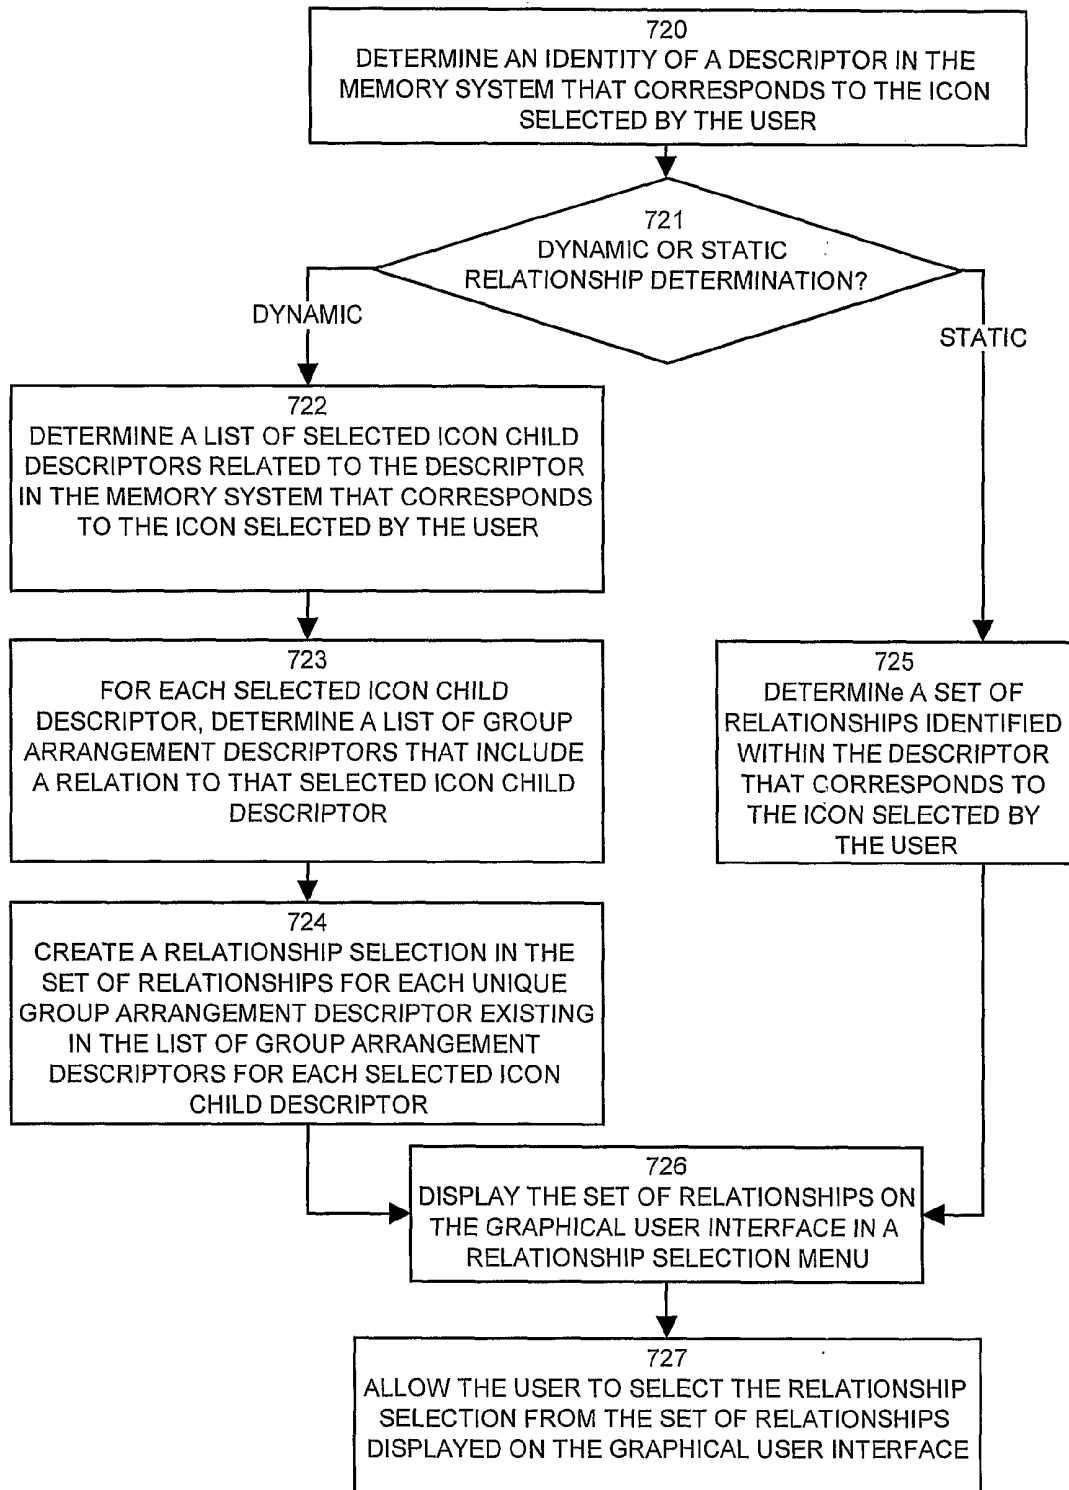 720
DETERMINE AN IDENTITY OF A DESCRIPTOR IN THE
MEMORY SYSTEM THAT CORRESPONDS TO THE ICON
SELECTED BY THE USER
721
DYNAMIC OR STATIC
RELATIONSHIP DETERMINATION?
DYNAMIC
STATIC
722
DETERMINE A LIST OF SELECTED ICON CHILD
DESCRIPTORS RELATED TO THE DESCRIPTOR
IN THE MEMORY SYSTEM THAT CORRESPONDS
TO THE ICON SELECTED BY THE USER
723
FOR EACH SELECTED ICON CHILD
DESCRIPTOR, DETERMINE A LIST OF GROUP
ARRANGEMENT DESCRIPTORS THAT INCLUDE
A RELATION TO THAT SELECTED ICON CHILD
DESCRIPTOR
725
DETERMINe A SET OF
RELATIONSHIPS IDENTIFIED
WITHIN THE DESCRIPTOR
THAT CORRESPONDS TO
THE ICON SELECTED BY
THE USER
724
CREATE A RELATIONSHIP SELECTION IN THE
SET OF RELATIONSHIPS FOR EACH UNIQUE
GROUP ARRANGEMENT DESCRIPTOR EXISTING
IN THE LIST OF GROUP ARRANGEMENT
DESCRIPTORS FOR EACH SELECTED ICON
CHILD DESCRIPTOR
726
DISPLAY THE SET OF RELATIONSHIPS ON
THE GRAPHICAL USER INTERFACE IN A
RELATIONSHIP SELECTION MENU
727
ALLOW THE USER TO SELECT THE RELATIONSHIP
SELECTION FROM THE SET OF RELATIONSHIPS
DISPLAYED ON THE GRAPHICAL USER INTERFACE